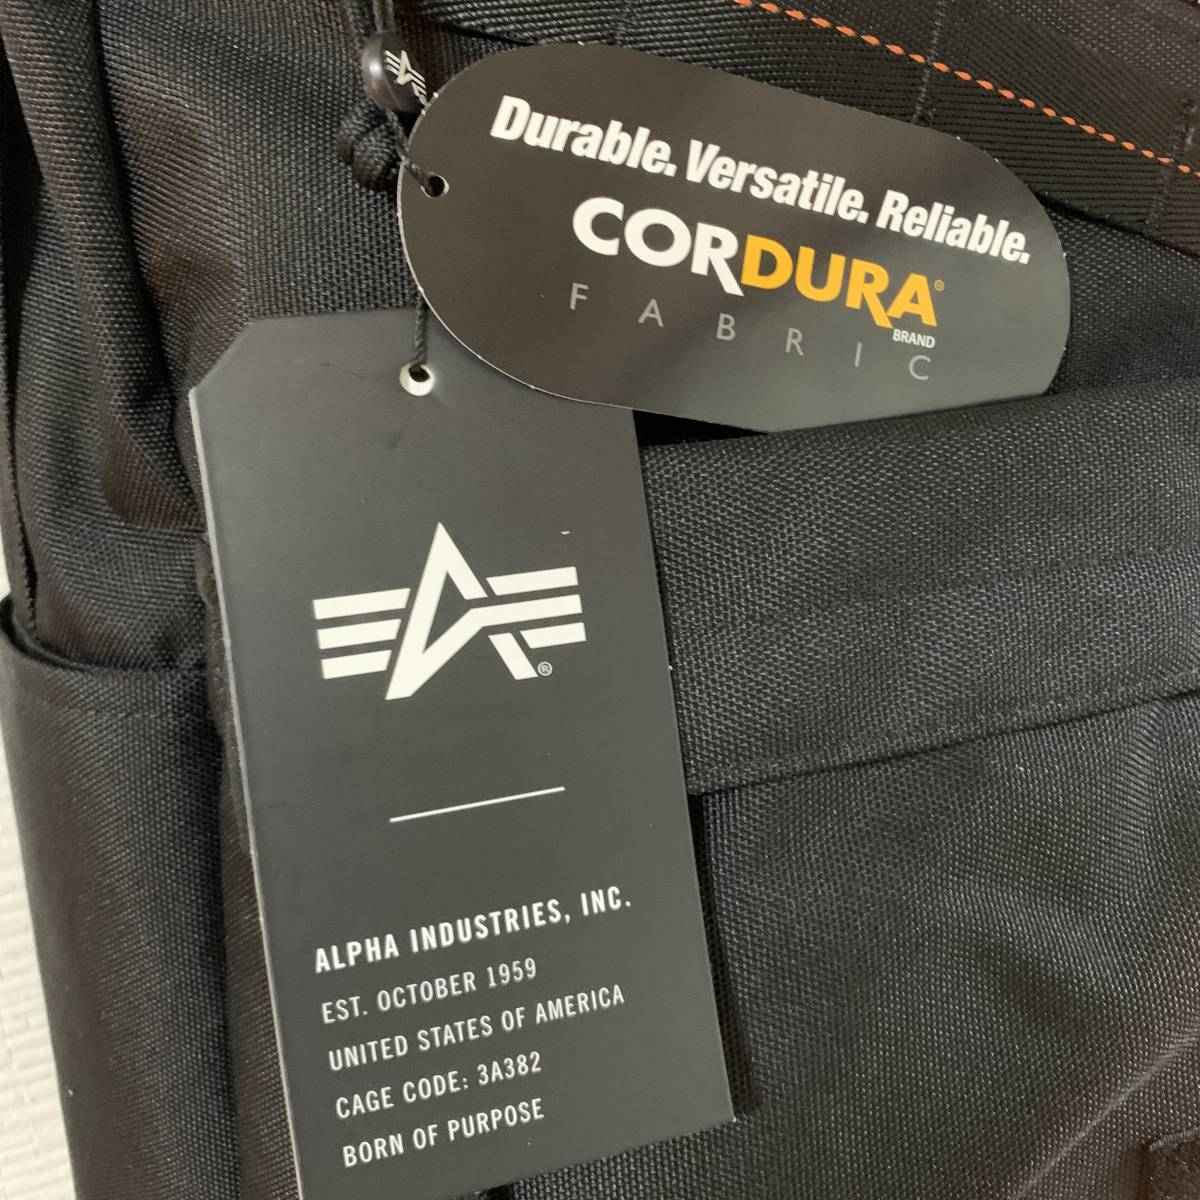 Durable. Versatile. Reliable.
CORDURA®
BRAND
FABRIC
®
ALPHA INDUSTRIES, INC.
EST. OCTOBER 1959
UNITED STATES OF AMERICA
CAGE CODE: 3A382
BORN OF PURPOSE